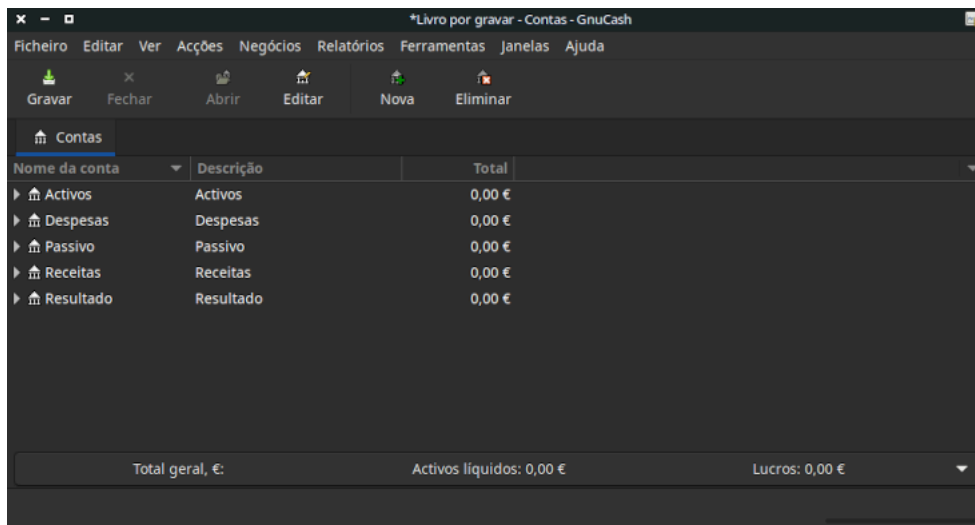 *Livro por gravar - Contas - GnuCash
Ficheiro Editar Ver Acções Negócios Relatórios Ferramentas Janelas Ajuda
Gravar Fechar Abrir Editar Nova Eliminar
Contas
Nome da conta Descrição Total
Activos Activos 0,00 €
Despesas Despesas 0,00 €
Passivo Passivo 0,00 €
Receitas Receitas 0,00 €
Resultado Resultado 0,00 €
Total geral, €: Activos líquidos: 0,00 € Lucros: 0,00 €